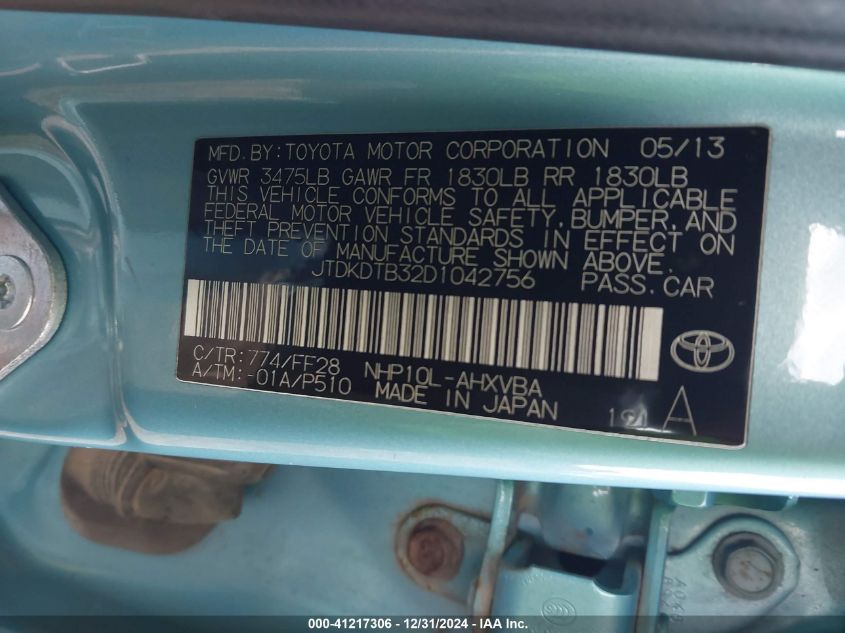 MFD.BY:TOYOTA MOTOR CORPORATION 05/13
GVWR 3475LB GAWR FR 1830LB RR 1830LB
THIS VEHICLE CONFORMS TO ALL APPLICABLE
FEDERAL MOTOR VEHICLE SAFETY, BUMPER, AND
THEFT PREVENTION STANDARDS IN EFFECT ON
THE DATE OF MANUFACTURE SHOWN ABOVE.
JTDKDTB32D1042756 PASS.CAR
C/TR:774/FF28 NHP10L-AHXVBA
A/TM:-01A/P510 MADE IN JAPAN
A
000-41217306 - 12/31/2024 - IAA Inc.